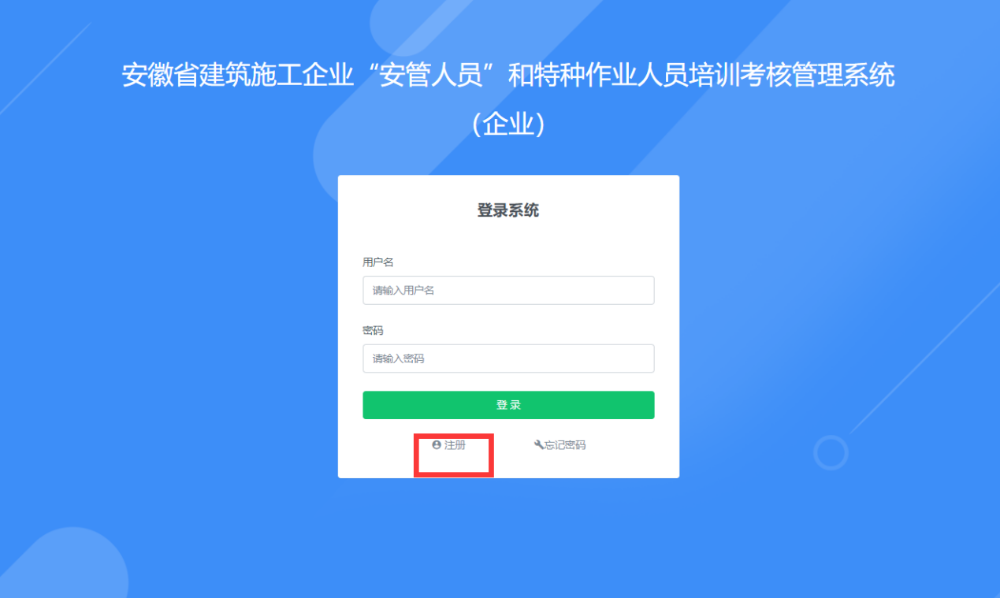 安徽省建筑施工企业“安管人员”和特种作业人员培训考核管理系统
（企业）
登录系统
用户名
请输入用户名
密码
请输入密码
登 录
注册 忘记密码